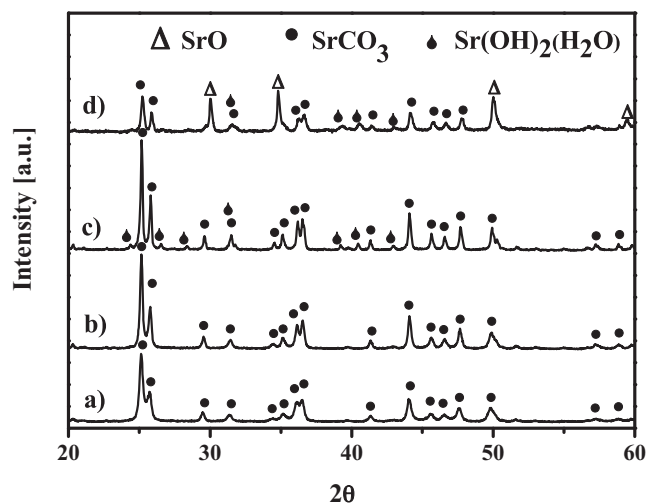 Δ SrO ● SrCO₃ Sr(OH)₂(H₂O)
d)
c)
b)
a)
Intensity [a.u.]
20 30 40 50 60
2θ